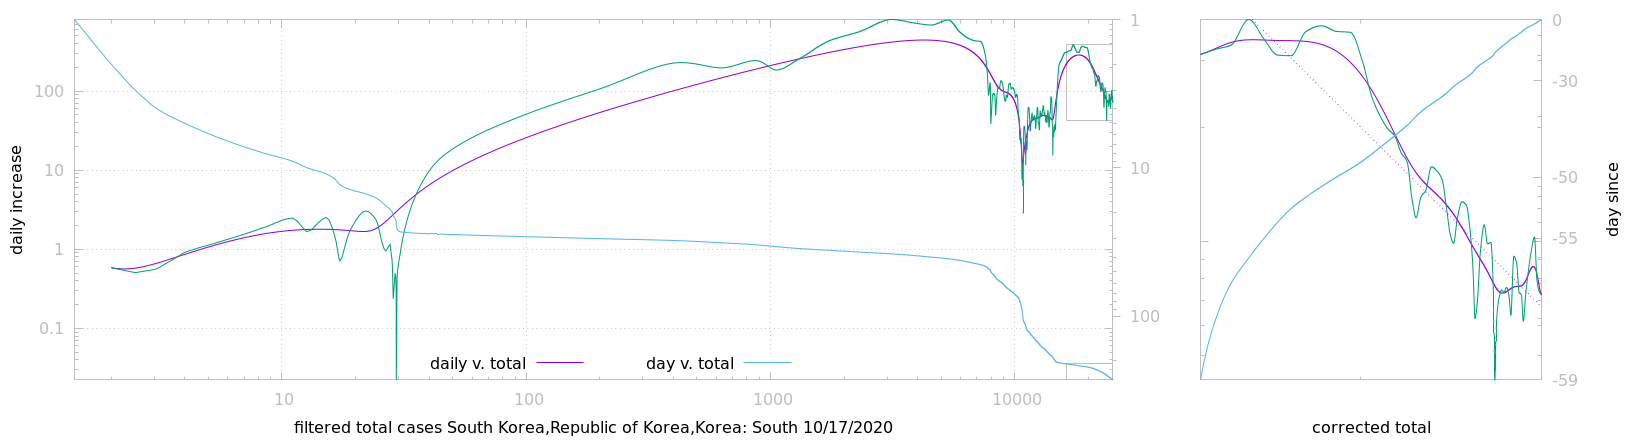 daily increase
100
10
1
0.1
10
100
1000
10000
daily v. total
day v. total
filtered total cases South Korea,Republic of Korea,Korea: South 10/17/2020
1
10
100
0
-30
-50
-55
-59
day since
corrected total